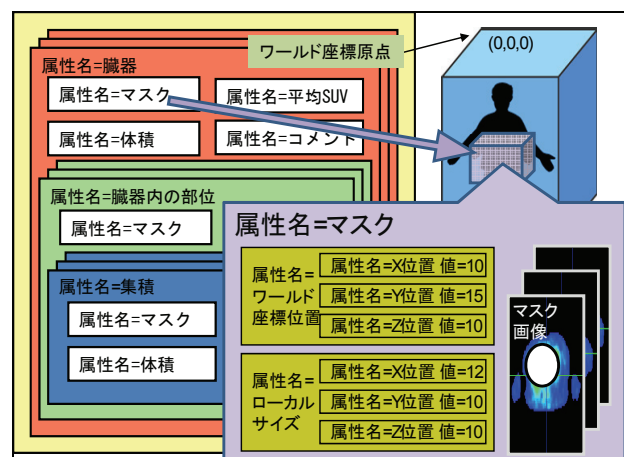 ワールド座標原点
(0,0,0)
属性名=臓器
属性名=マスク
属性名=平均SUV
属性名=体積
属性名=コメント
属性名=臓器内の部位
属性名=マスク
属性名=集積
属性名=マスク
属性名=体積
属性名=マスク
属性名=
ワールド
座標位置
属性名=X位置 値=10
属性名=Y位置 値=15
属性名=Z位置 値=10
属性名=
ローカル
サイズ
属性名=X位置 値=12
属性名=Y位置 値=10
属性名=Z位置 値=10
マスク
画像